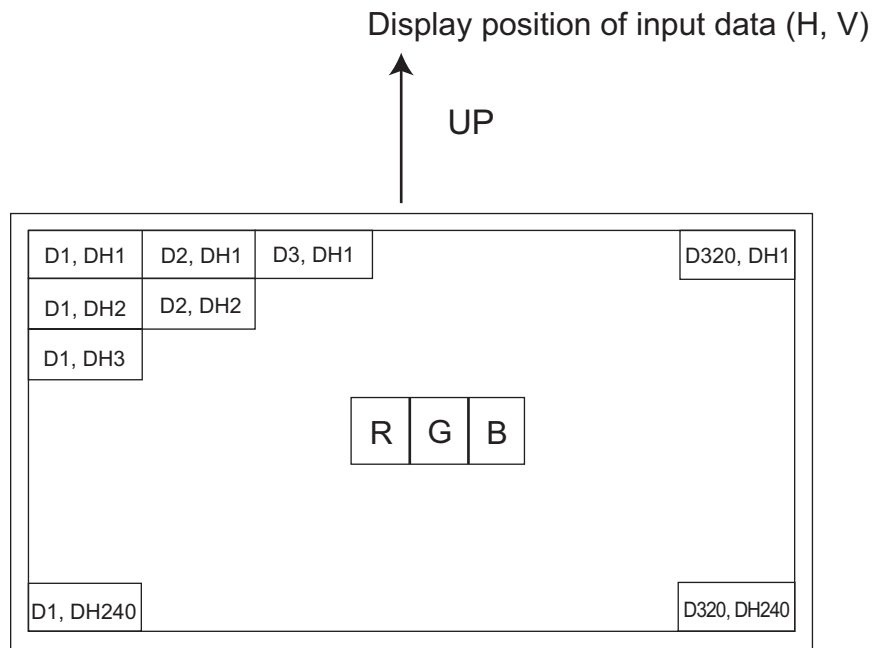 Display position of input data (H, V)
UP
D1, DH1 D2, DH1 D3, DH1 D320, DH1
D1, DH2 D2, DH2
D1, DH3
R G B
D1, DH240 D320, DH240